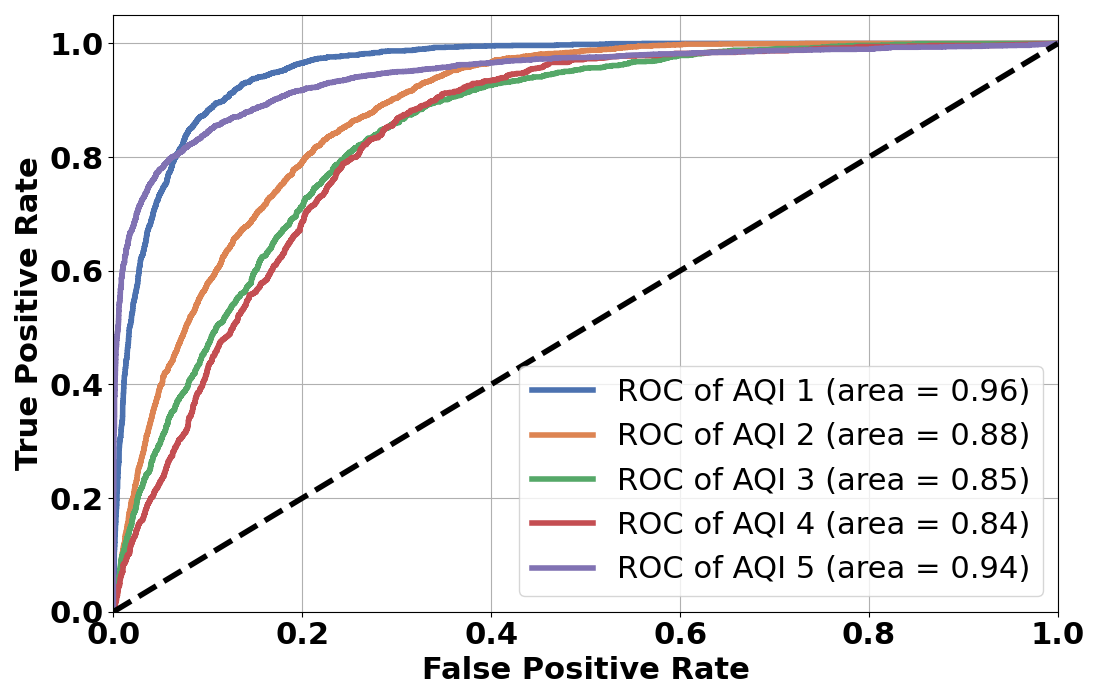 True Positive Rate
1.0
0.8
0.6
0.4
0.2
0.0
0.0 0.2 0.4 0.6 0.8 1.0
False Positive Rate
ROC of AQI 1 (area = 0.96)
ROC of AQI 2 (area = 0.88)
ROC of AQI 3 (area = 0.85)
ROC of AQI 4 (area = 0.84)
ROC of AQI 5 (area = 0.94)